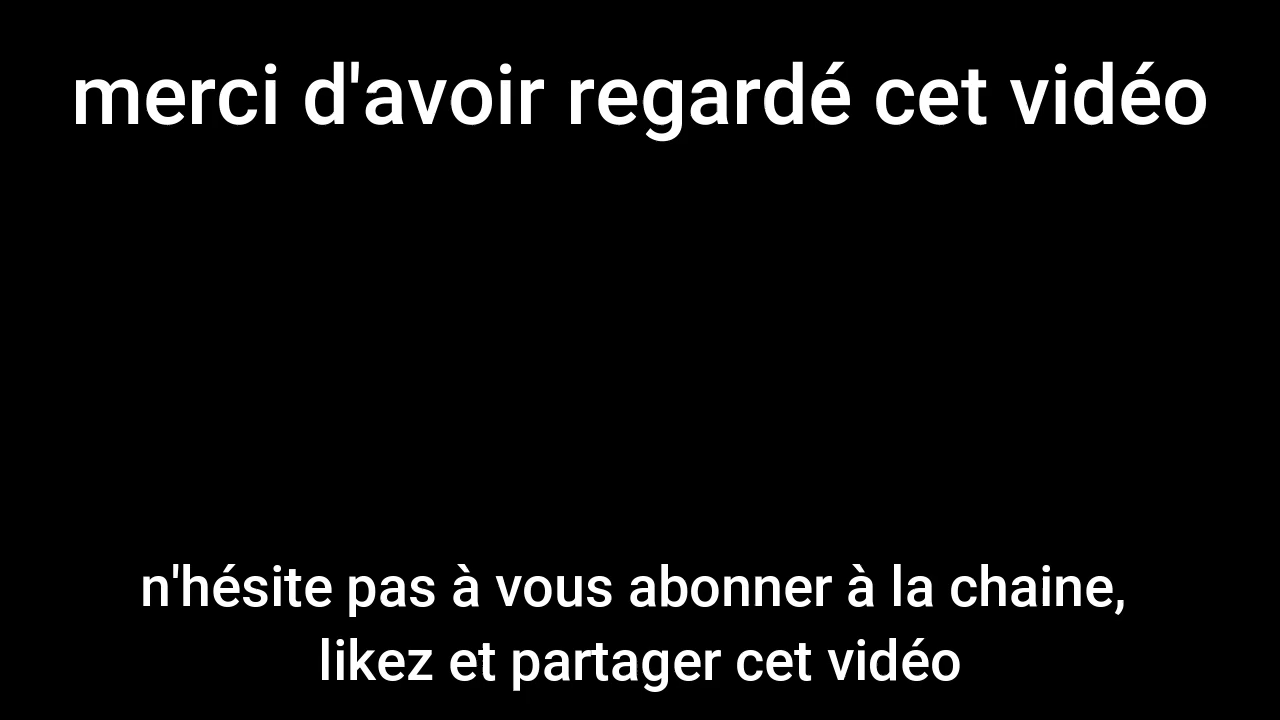 merci d'avoir regardé cet vidéo
n'hésite pas à vous abonner à la chaine,
likez et partager cet vidéo